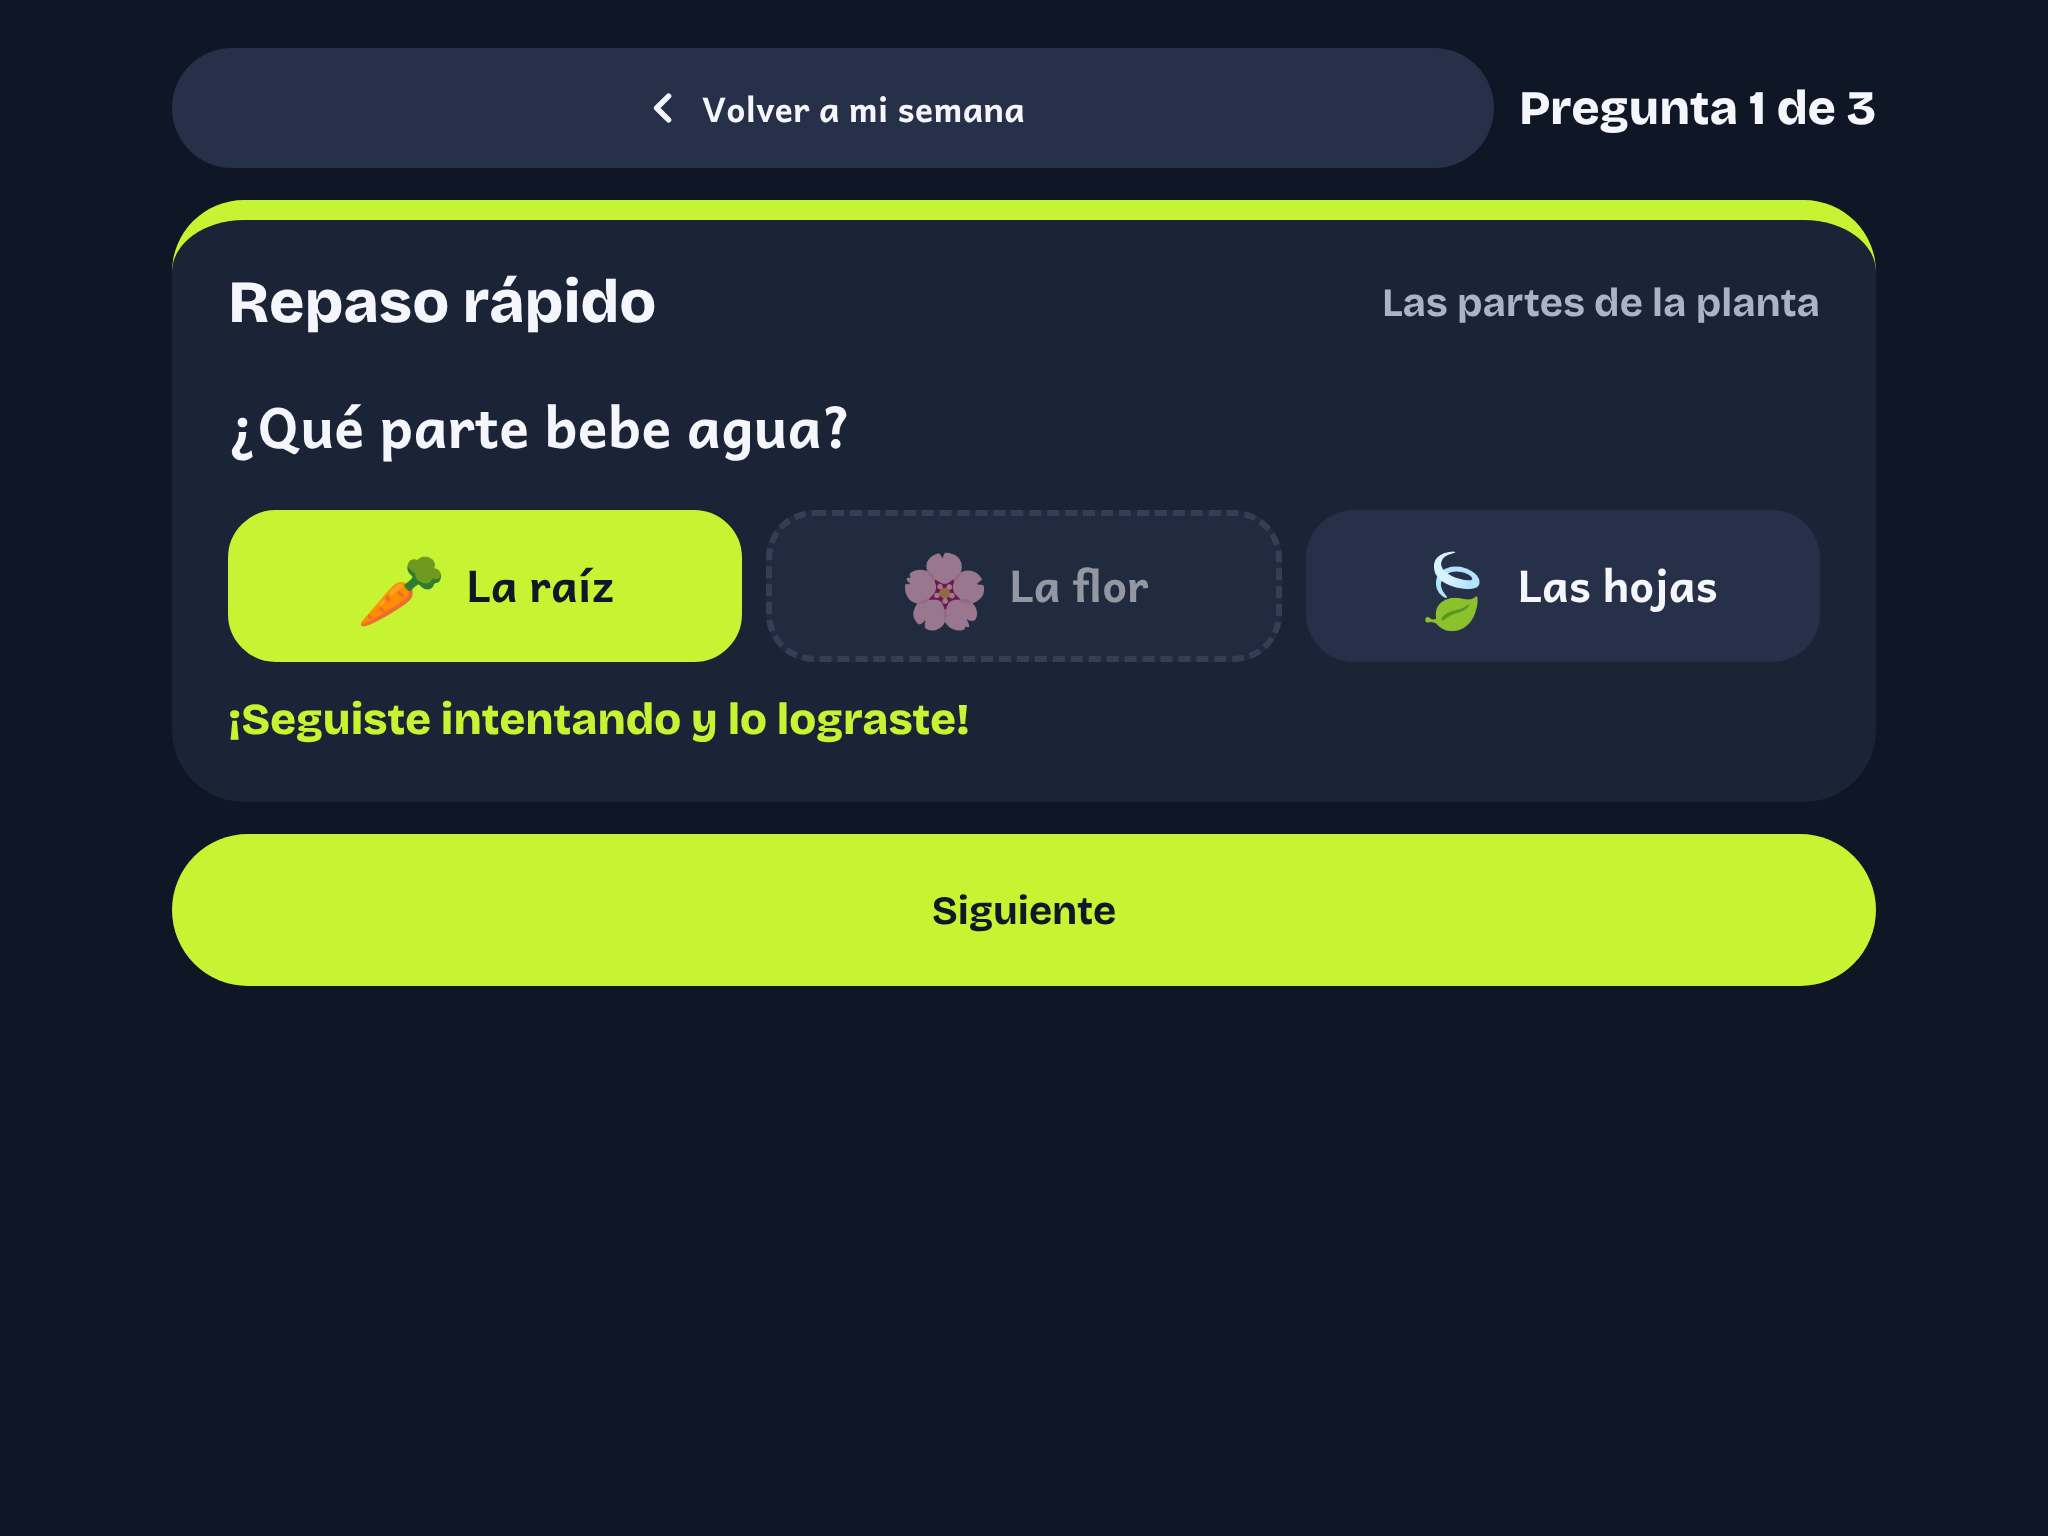 Volver a mi semana
Pregunta 1 de 3
Repaso rápido
Las partes de la planta
¿Qué parte bebe agua?
La raíz
La flor
Las hojas
¡Seguiste intentando y lo lograste!
Siguiente